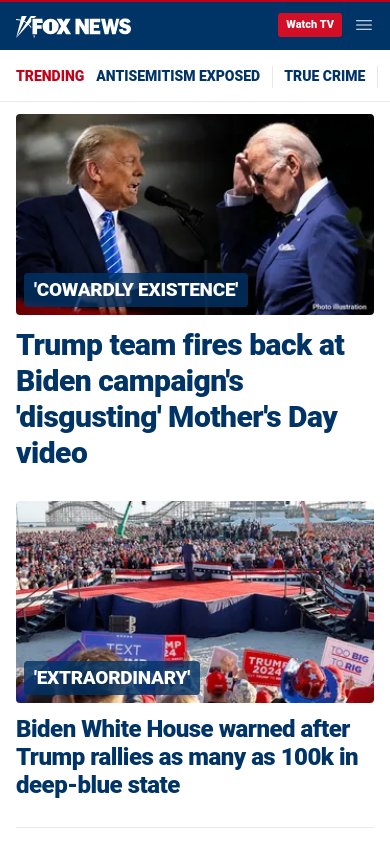 FOX NEWS
Watch TV
TRENDING ANTISEMITISM EXPOSED TRUE CRIME
'COWARDLY EXISTENCE'
Photo illustration
Trump team fires back at
Biden campaign's
'disgusting' Mother's Day
video
TEXT
TRUMP
2024
TOO BIG
TO RIG
'EXTRAORDINARY'
Biden White House warned after
Trump rallies as many as 100k in
deep-blue state